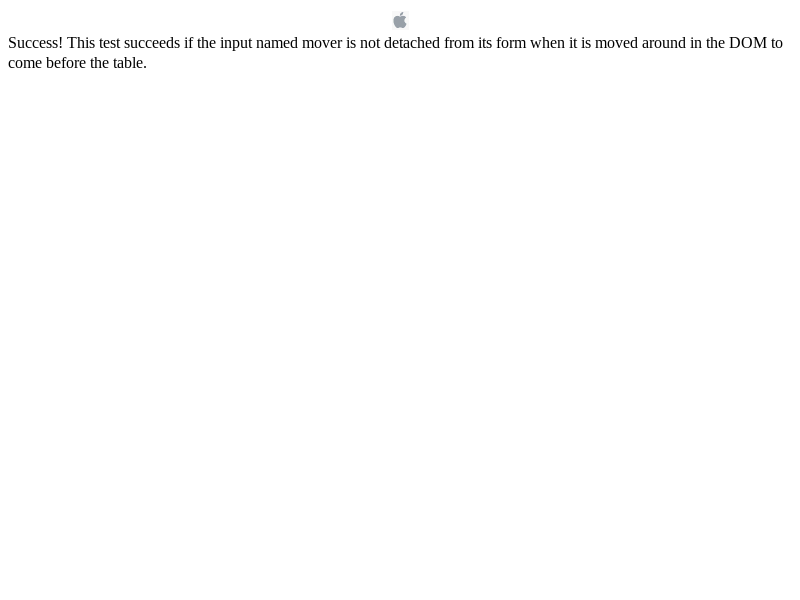 Success! This test succeeds if the input named mover is not detached from its form when it is moved around in the DOM to
come before the table.